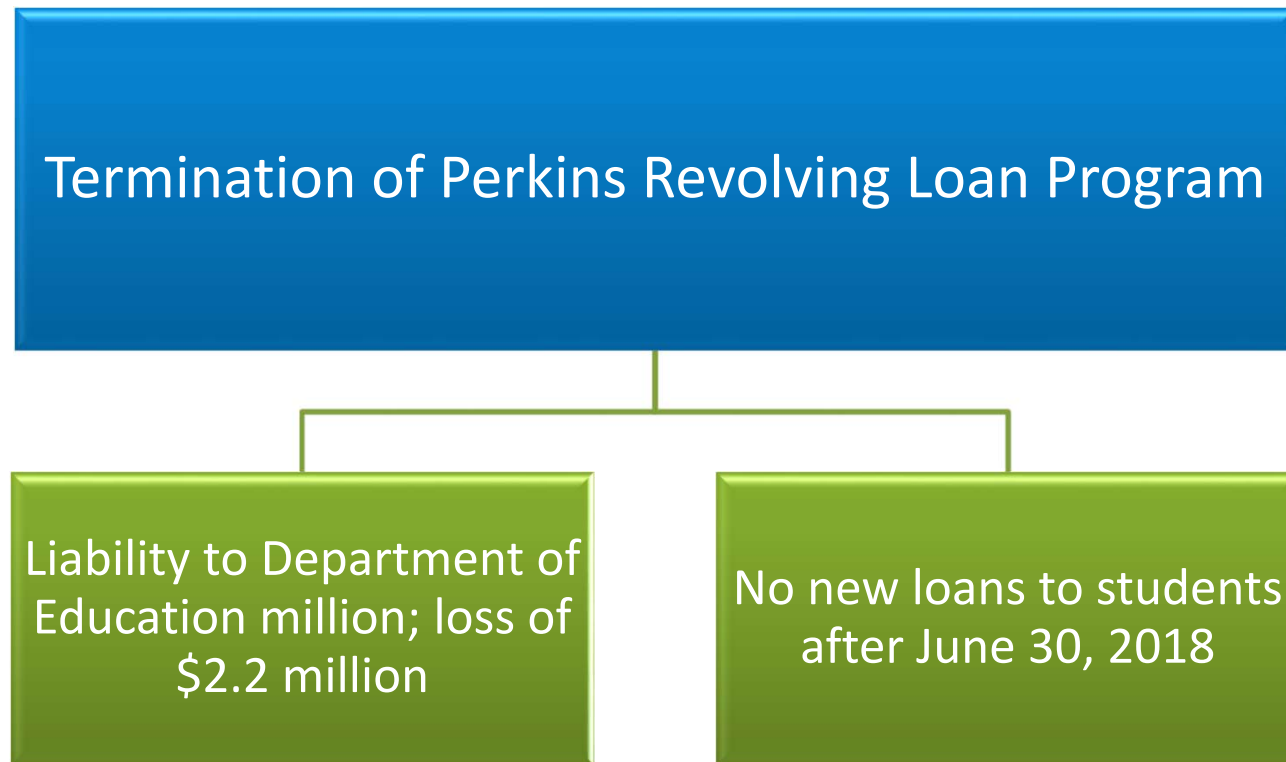 Termination of Perkins Revolving Loan Program
Liability to Department of
Education million; loss of
$2.2 million
No new loans to students
after June 30, 2018